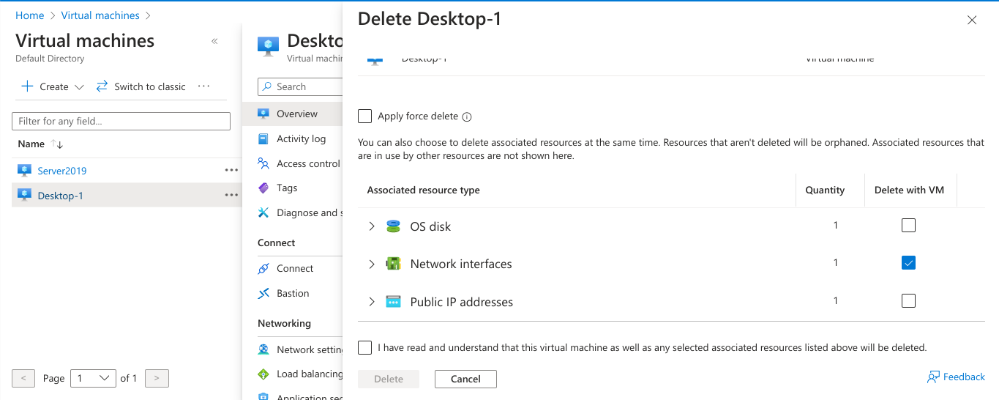 Home > Virtual machines >
Virtual machines
Default Directory
«
+ Create
Switch to classic
...
Filter for any field...
Name ↑↓
Server2019 ...
Desktop-1 ...
< Page 1 of 1 >
Deskto
Virtual machin
Search
Overview
Activity log
Access control
Tags
Diagnose and s
Connect
Connect
Bastion
Networking
Network settin
Load balancing
Application sec
Delete Desktop-1
Desktop-1 Virtual machine
Apply force delete
You can also choose to delete associated resources at the same time. Resources that aren't deleted will be orphaned. Associated resources that
are in use by other resources are not shown here.
Associated resource type Quantity Delete with VM
OS disk 1
Network interfaces 1
Public IP addresses 1
I have read and understand that this virtual machine as well as any selected associated resources listed above will be deleted.
Delete Cancel
Feedback